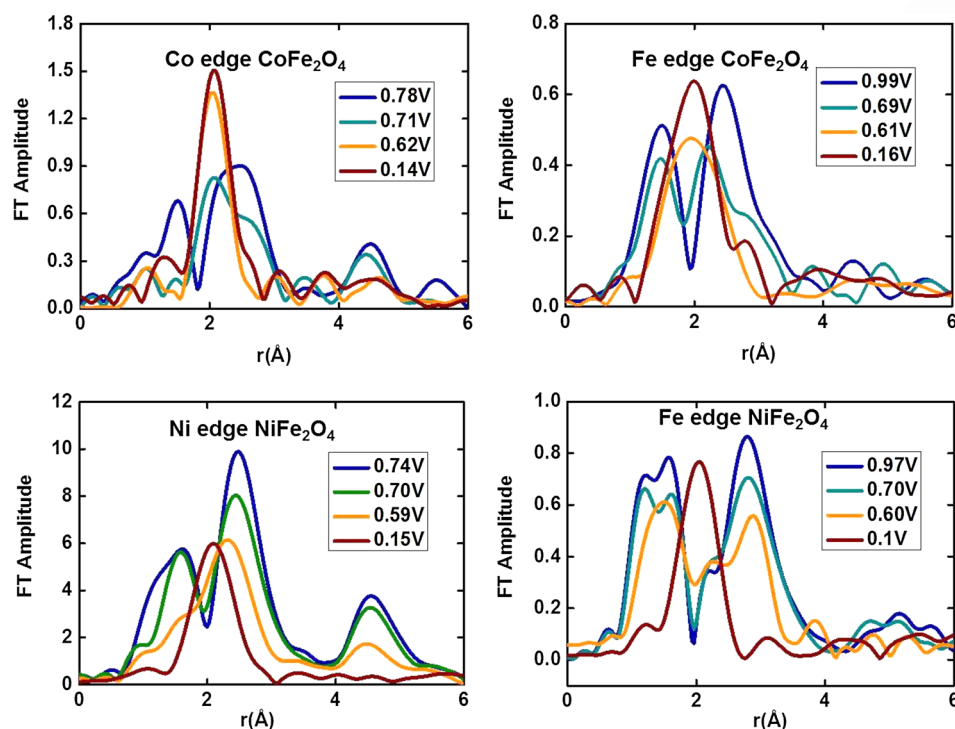 Co edge CoFe₂O₄
0.78V
0.71V
0.62V
0.14V
FT Amplitude
1.8
1.5
1.2
0.9
0.6
0.3
0.0
0 2 4 6
r(Å)
Fe edge CoFe₂O₄
0.99V
0.69V
0.61V
0.16V
FT Amplitude
0.8
0.6
0.4
0.2
0.0
0 2 4 6
r(Å)
Ni edge NiFe₂O₄
0.74V
0.70V
0.59V
0.15V
FT Amplitude
12
10
8
6
4
2
0
0 2 4 6
r(Å)
Fe edge NiFe₂O₄
0.97V
0.70V
0.60V
0.1V
FT Amplitude
1.0
0.8
0.6
0.4
0.2
0.0
0 2 4 6
r(Å)